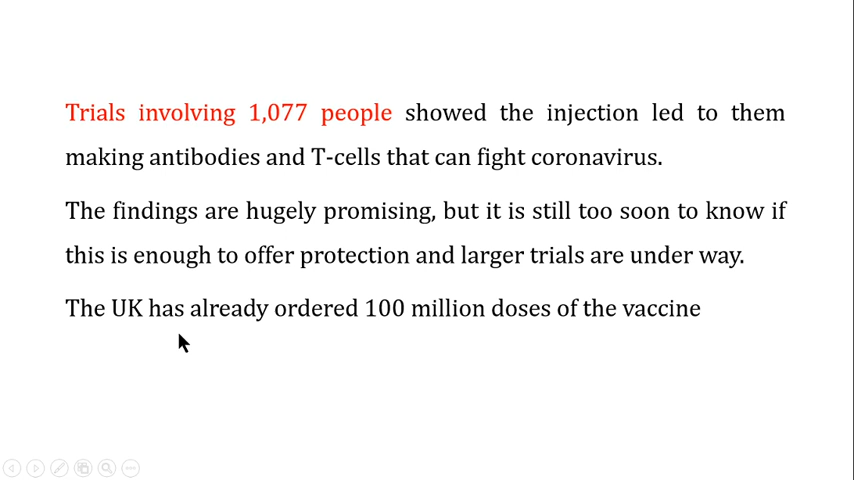 Trials involving 1,077 people showed the injection led to them
making antibodies and T-cells that can fight coronavirus.
The findings are hugely promising, but it is still too soon to know if
this is enough to offer protection and larger trials are under way.
The UK has already ordered 100 million doses of the vaccine